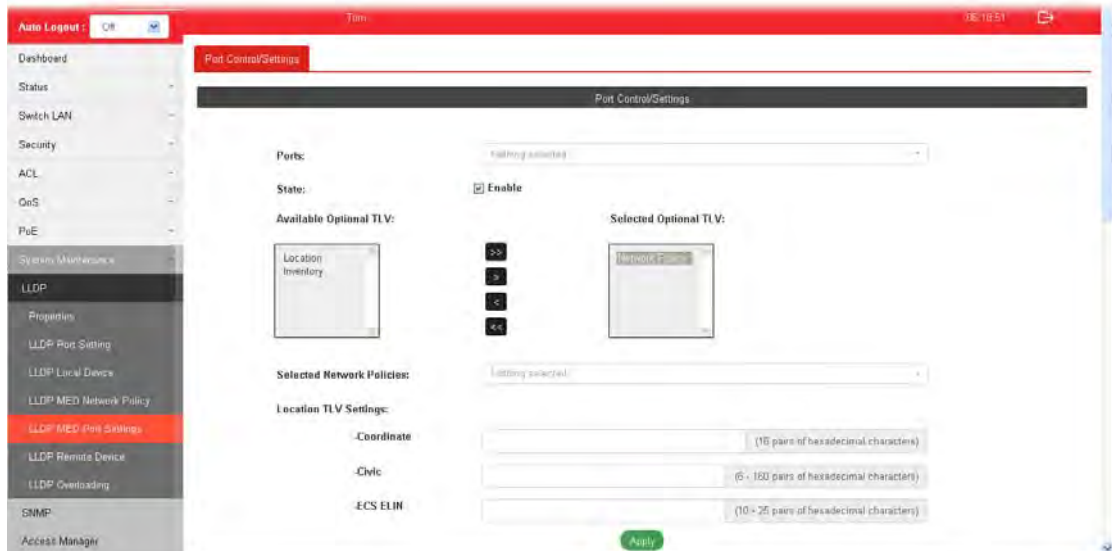 Auto Logout : Off
Dashboard
Status
Switch LAN
Security
ACL
QoS
PoE
System Maintenance
LLDP
Properties
LLDP Port Setting
LLDP Local Device
LLDP MED Network Policy
LLDP MED Port Settings
LLDP Remote Device
LLDP Overloading
SNMP
Access Manager
Port Control/Settings
Port Control/Settings
Ports: Nothing selected
State: Enable
Available Optional TLV: Selected Optional TLV:
Location
Inventory
>>
>
<
<<
Network Policy
Selected Network Policies: Nothing selected
Location TLV Settings:
-Coordinate (16 pairs of hexadecimal characters)
-Civic (6 - 160 pairs of hexadecimal characters)
-ECS ELIN (10 - 25 pairs of hexadecimal characters)
Apply